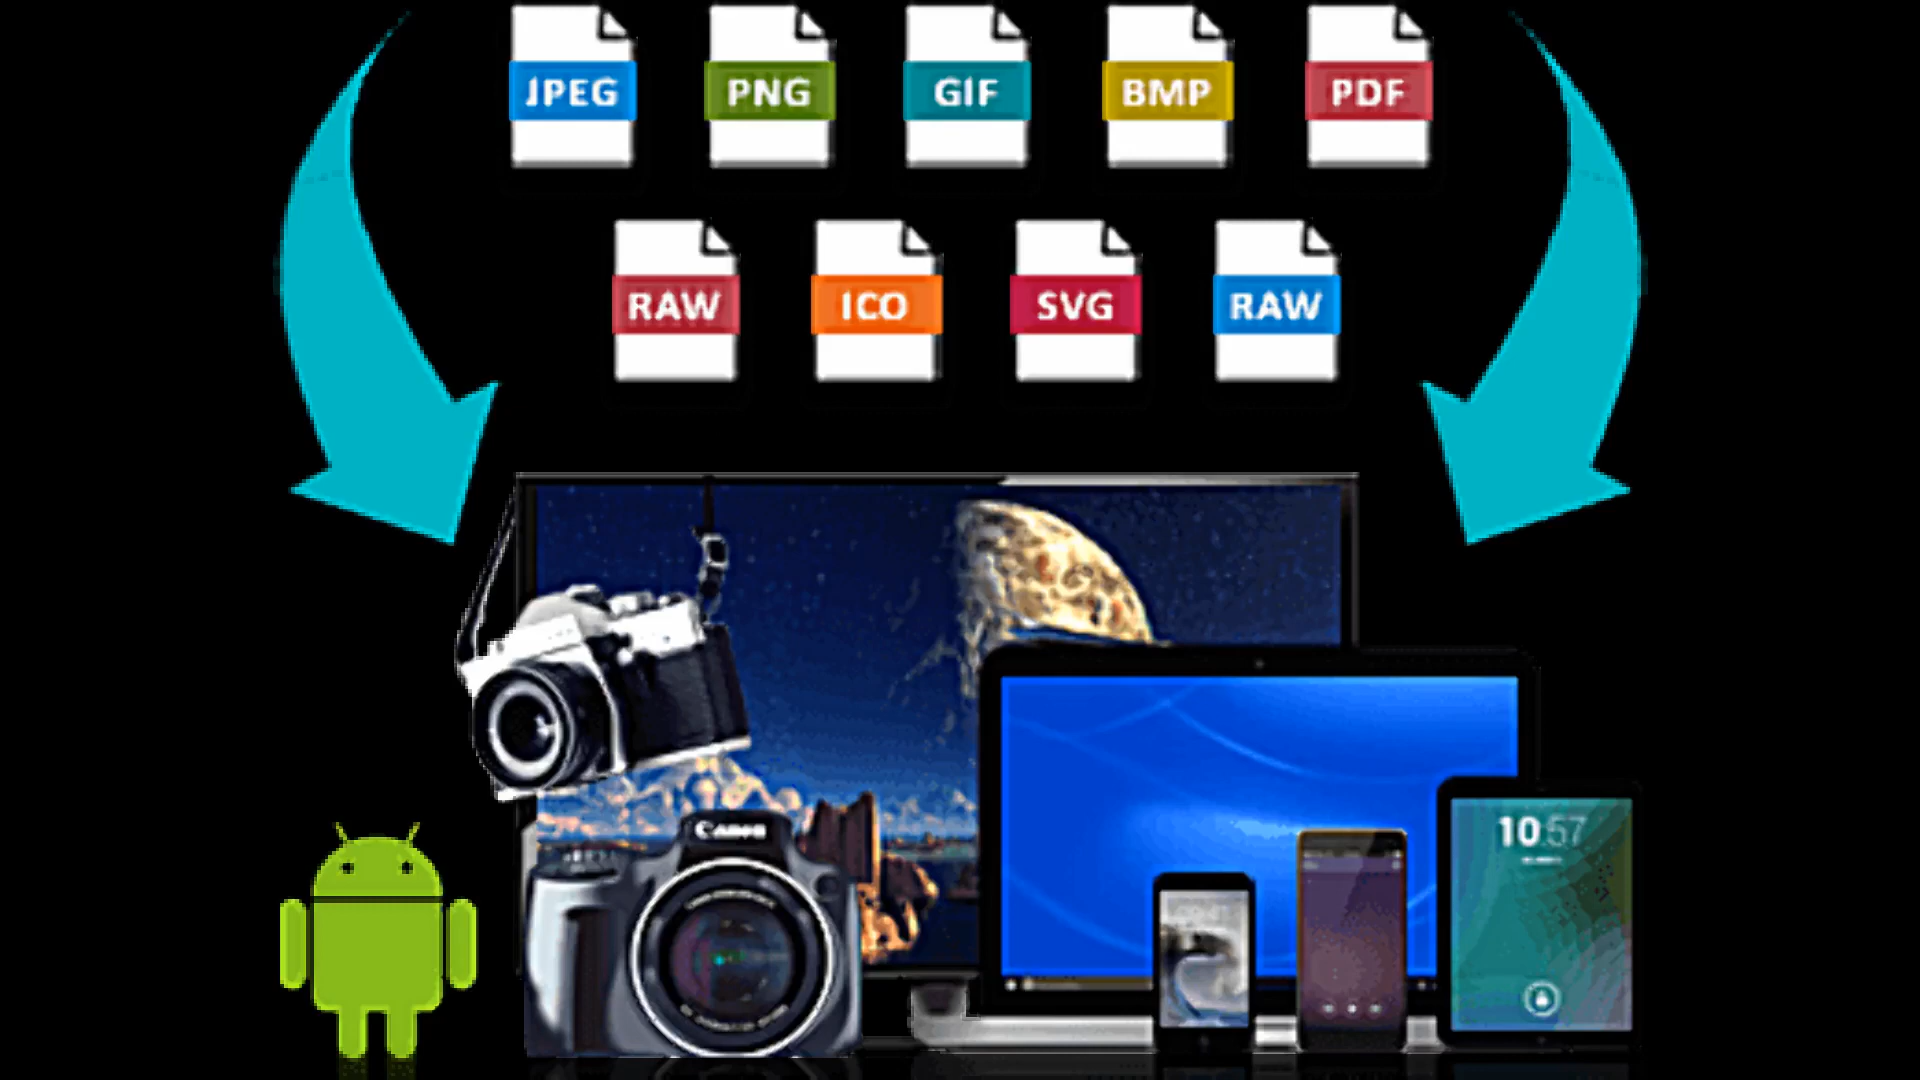 JPEG
PNG
GIF
BMP
PDF
RAW
ICO
SVG
RAW
Canon
10:57